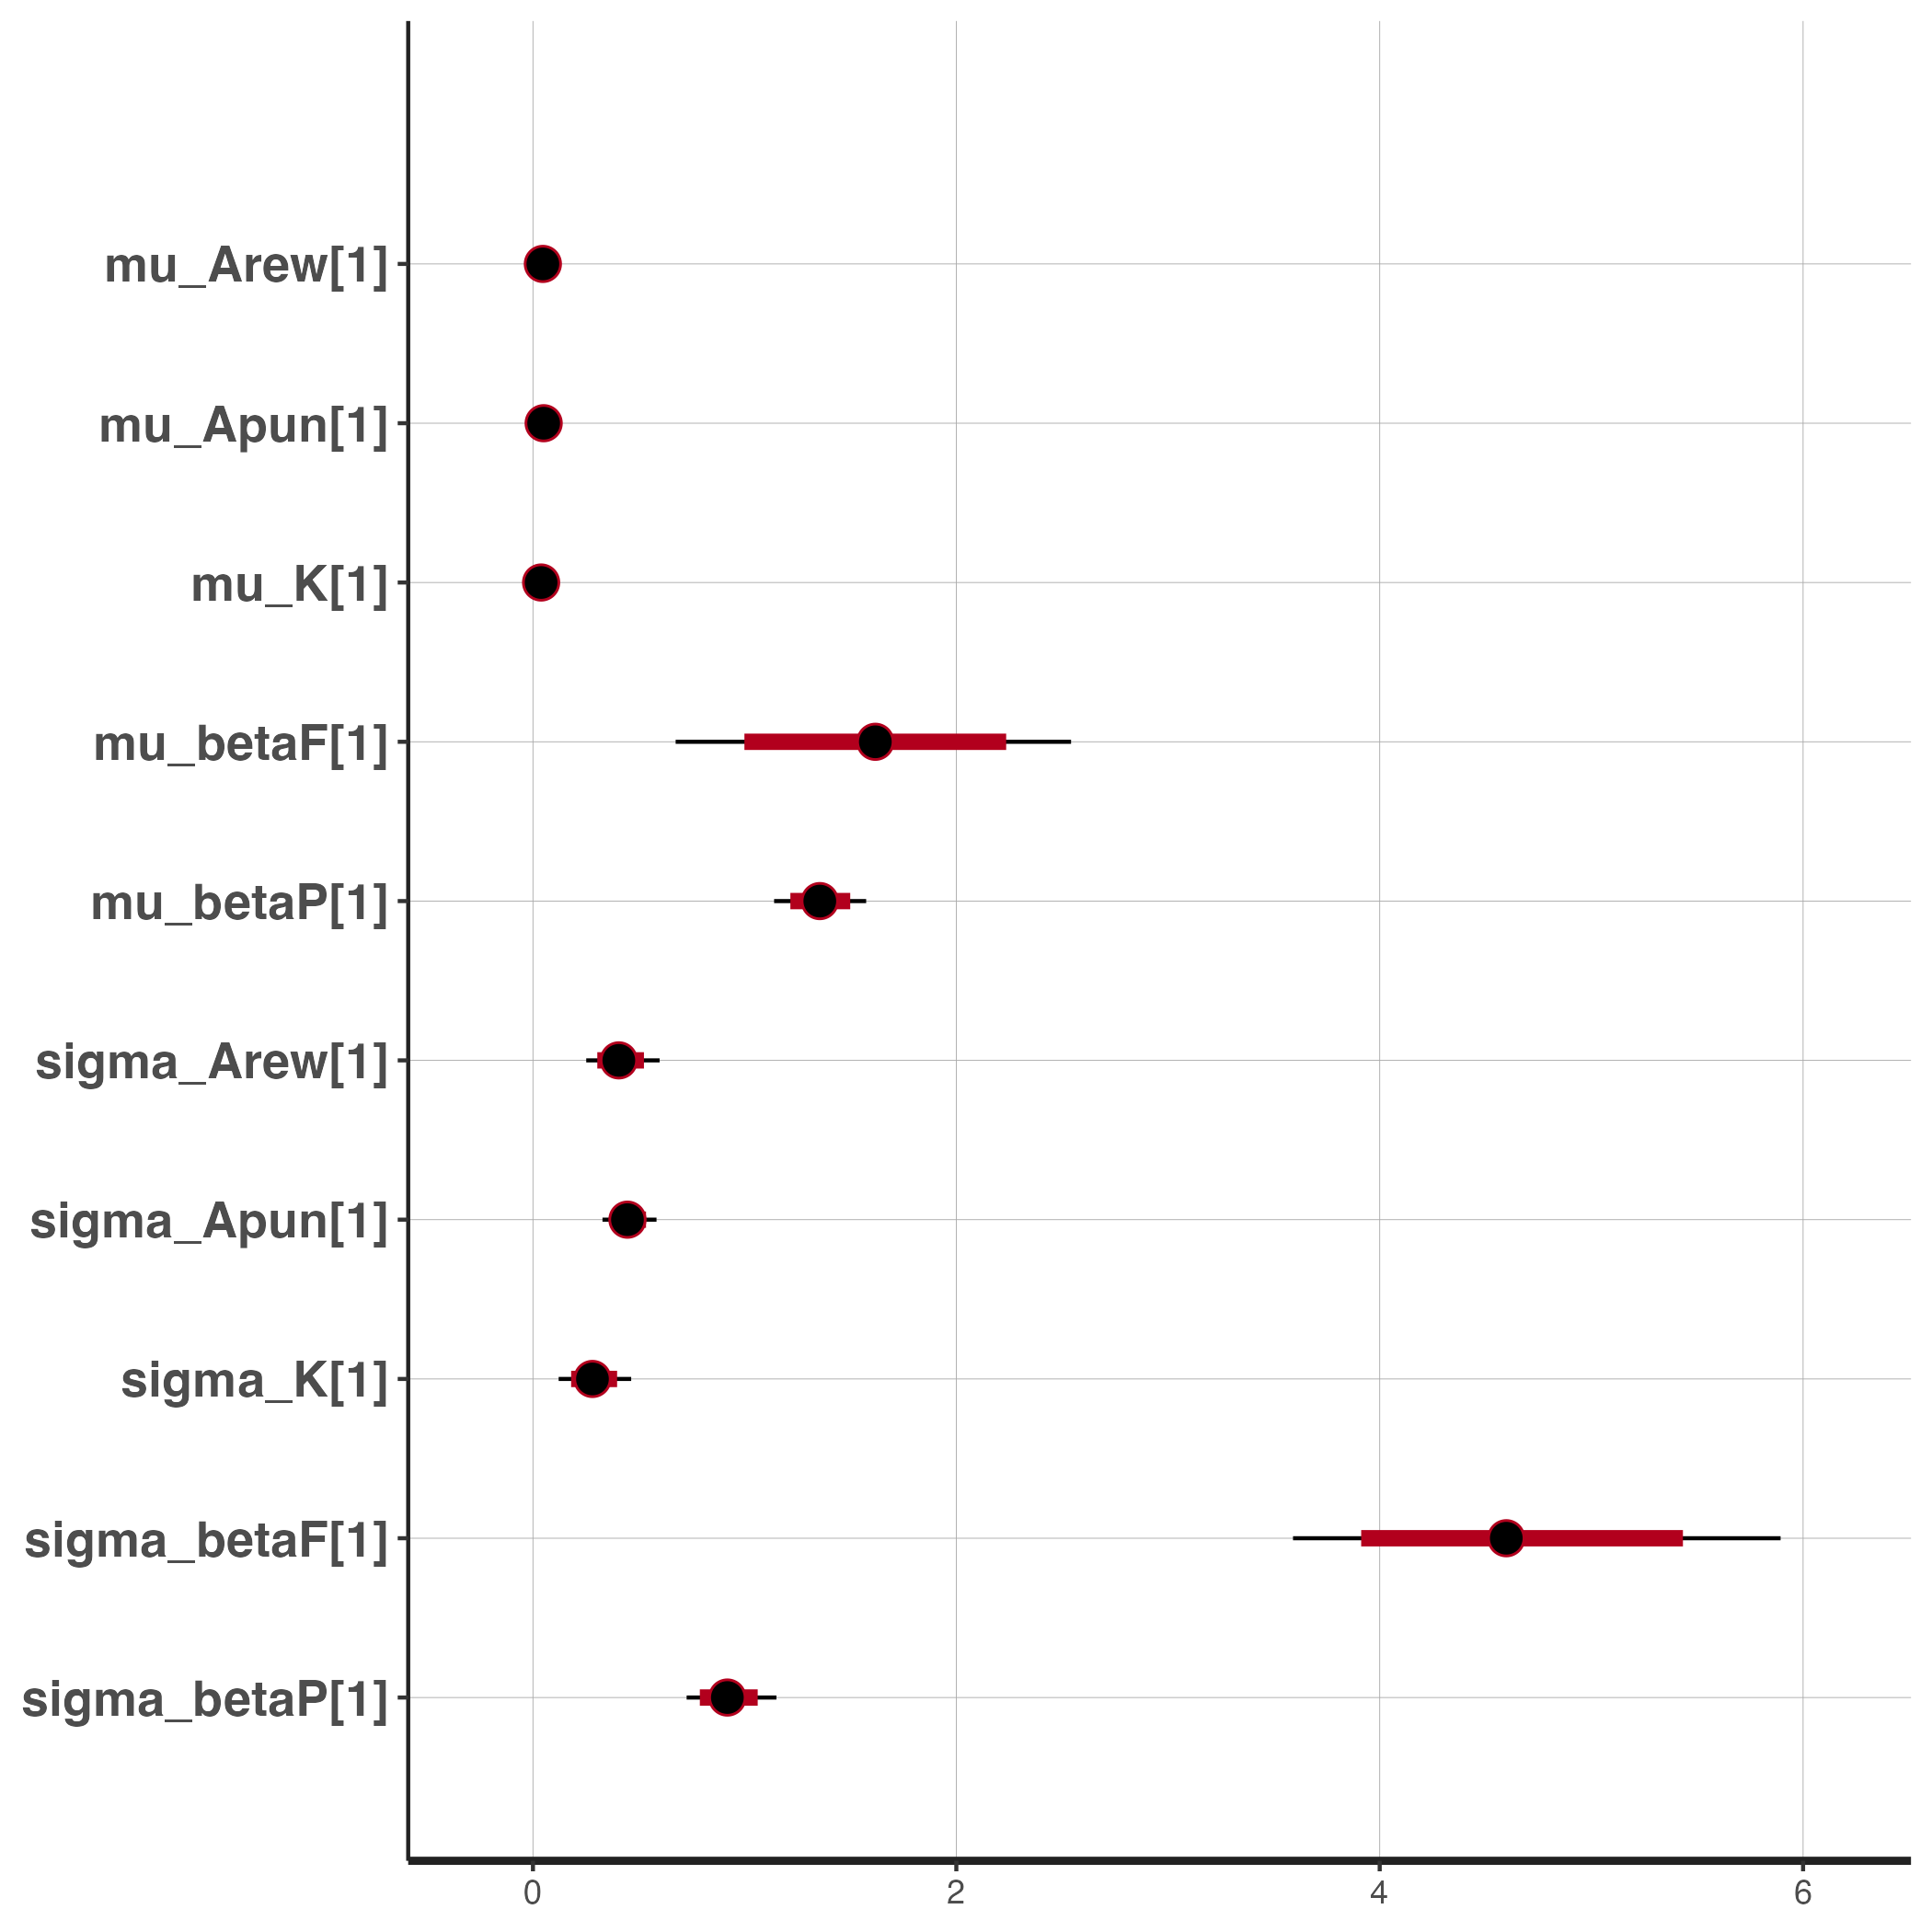 mu_Arew[1]
mu_Apun[1]
mu_K[1]
mu_betaF[1]
mu_betaP[1]
sigma_Arew[1]
sigma_Apun[1]
sigma_K[1]
sigma_betaF[1]
sigma_betaP[1]
0 2 4 6